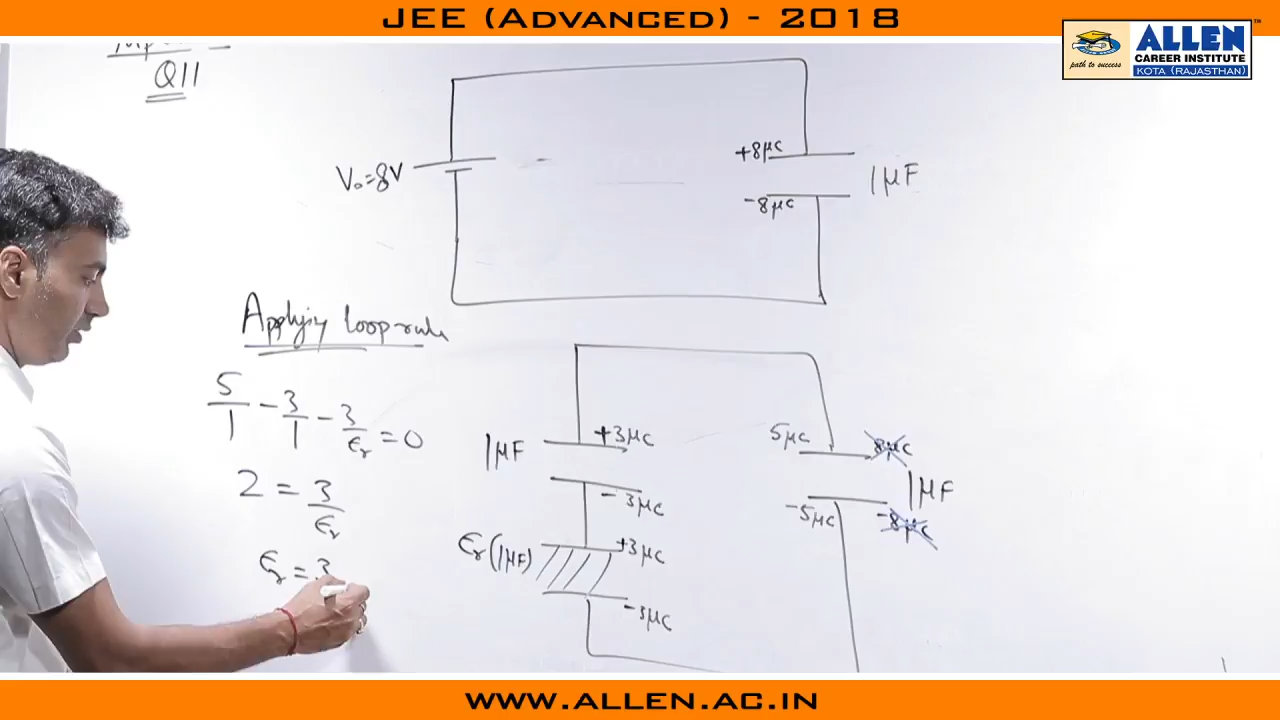 JEE (ADVANCED) - 2018
ALLEN
CAREER INSTITUTE
KOTA (RAJASTHAN)
path to success
TM
Q11
V₀=8V
+8μC
-8μC
1μF
Applying loop rule
5/1 - 3/1 - 3/ϵᵣ = 0
2 = 3/ϵᵣ
ϵᵣ = 3
1μF
+3μC
-3μC
ϵᵣ(1μF)
+3μC
-3μC
5μC
8μC
1μF
-5μC
-8μC
WWW.ALLEN.AC.IN